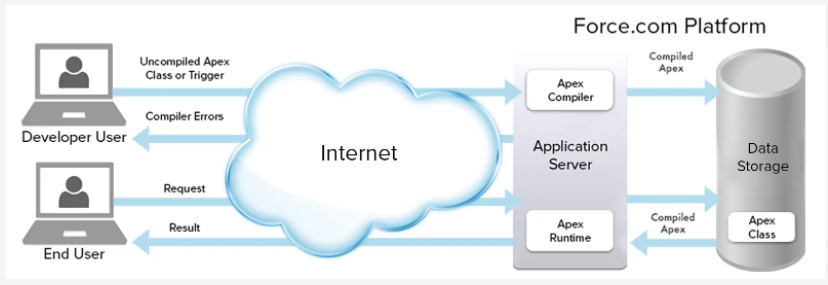 Force.com Platform
Uncompiled Apex
Class or Trigger
Compiler Errors
Developer User
Internet
Apex
Compiler
Compiled
Apex
Application
Server
Data
Storage
Request
Result
End User
Apex
Runtime
Compiled
Apex
Apex
Class